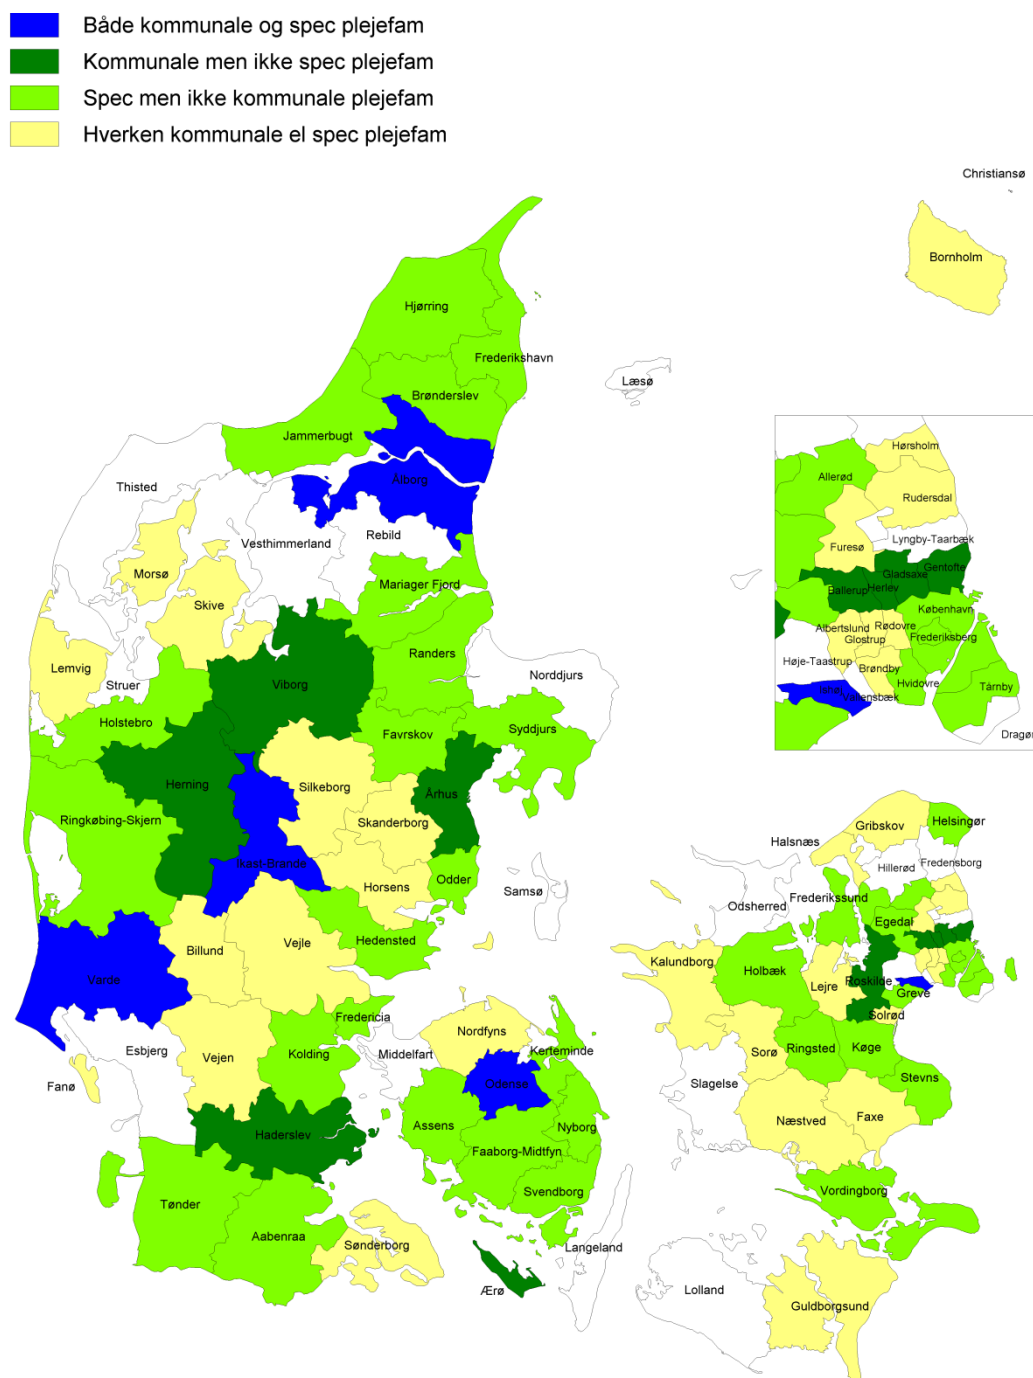 Både kommunale og spec plejefam
Kommunale men ikke spec plejefam
Spec men ikke kommunale plejefam
Hverken kommunale el spec plejefam
Christiansø
Bornholm
Hjørring
Frederikshavn
Læsø
Brønderslev
Jammerbugt
Ålborg
Thisted
Vesthimmerland
Rebild
Morsø
Mariager Fjord
Skive
Lemvig
Randers
Struer
Viborg
Norddjurs
Holstebro
Favrskov
Syddjurs
Herning
Silkeborg
Århus
Ringkøbing-Skjern
Skanderborg
Ikast-Brande
Horsens
Odder
Samsø
Billund
Vejle
Hedensted
Varde
Fredericia
Esbjerg
Vejen
Kolding
Middelfart
Nordfyns
Kerteminde
Fanø
Odense
Haderslev
Assens
Nyborg
Faaborg-Midtfyn
Tønder
Svendborg
Aabenraa
Sønderborg
Langeland
Ærø
Hørsholm
Allerød
Rudersdal
Furesø
Lyngby-Taarbæk
Gentofte
Gladsaxe
Ballerup
Herlev
København
Albertslund
Rødovre
Glostrup
Frederiksberg
Høje-Taastrup
Brøndby
Hvidovre
Ishøj
Vallensbæk
Tårnby
Dragør
Gribskov
Helsingør
Halsnæs
Hillerød
Fredensborg
Odsherred
Frederikssund
Egedal
Kalundborg
Holbæk
Lejre
Roskilde
Greve
Solrød
Sorø
Ringsted
Køge
Slagelse
Stevns
Næstved
Faxe
Vordingborg
Lolland
Guldborgsund